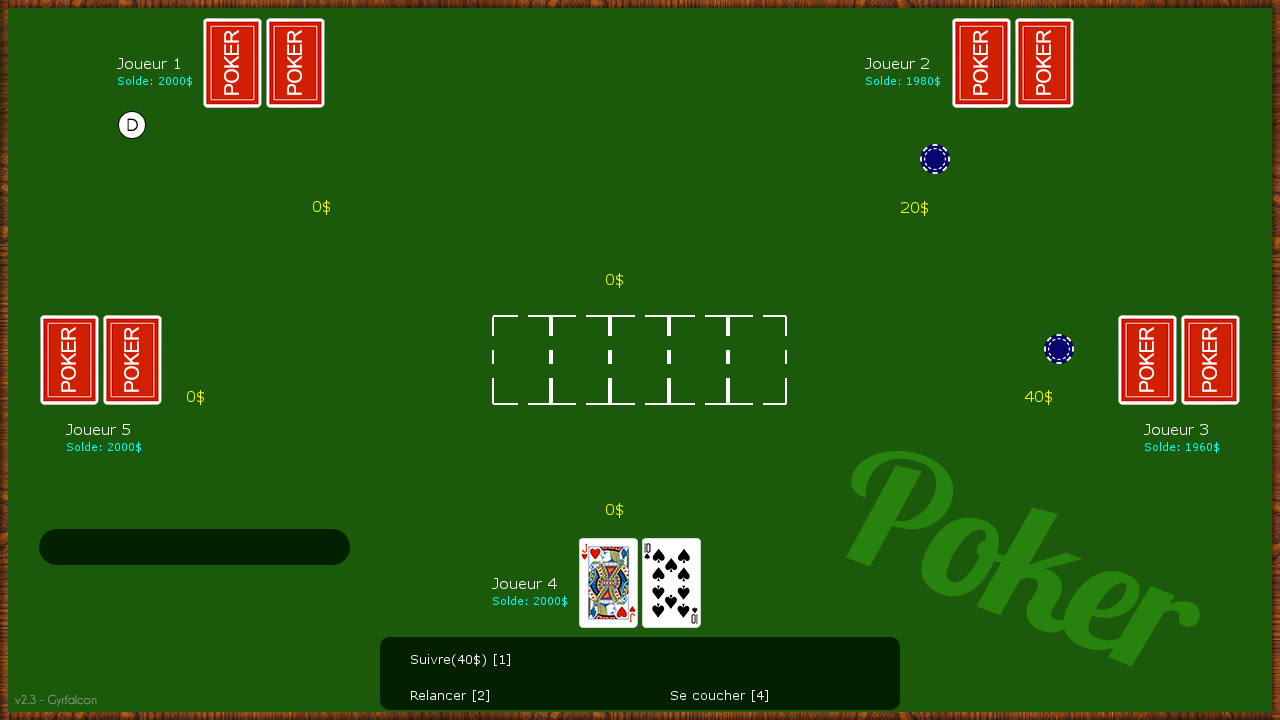 Joueur 1
Solde: 2000$
POKER
POKER
Joueur 2
Solde: 1980$
POKER
POKER
D
0$
20$
0$
POKER
POKER
0$
Joueur 5
Solde: 2000$
40$
POKER
POKER
Joueur 3
Solde: 1960$
0$
Poker
Joueur 4
Solde: 2000$
J
J
10
10
Suivre(40$) [1]
Relancer [2]
Se coucher [4]
v2.3 - Gyrfalcon